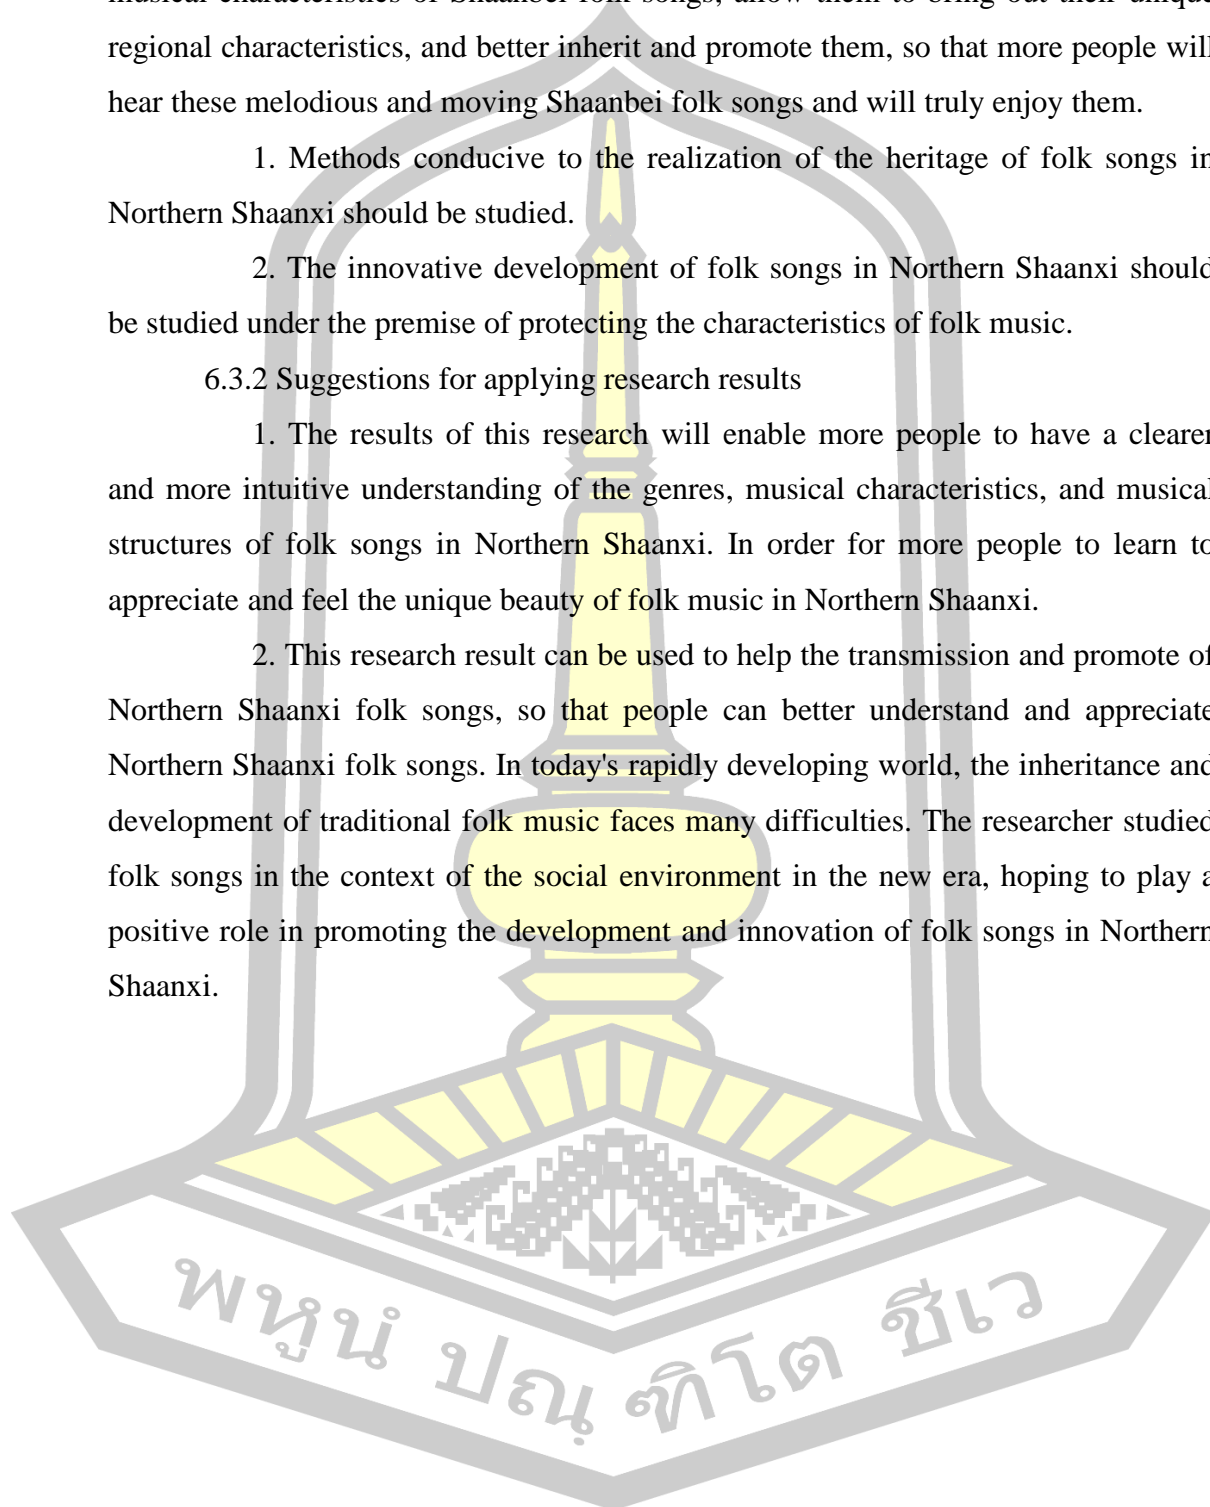 musical characteristics of Shaanbei folk songs, allow them to bring out their unique
regional characteristics, and better inherit and promote them, so that more people will
hear these melodious and moving Shaanbei folk songs and will truly enjoy them.
1. Methods conducive to the realization of the heritage of folk songs in
Northern Shaanxi should be studied.
2. The innovative development of folk songs in Northern Shaanxi should
be studied under the premise of protecting the characteristics of folk music.
6.3.2 Suggestions for applying research results
1. The results of this research will enable more people to have a clearer
and more intuitive understanding of the genres, musical characteristics, and musical
structures of folk songs in Northern Shaanxi. In order for more people to learn to
appreciate and feel the unique beauty of folk music in Northern Shaanxi.
2. This research result can be used to help the transmission and promote of
Northern Shaanxi folk songs, so that people can better understand and appreciate
Northern Shaanxi folk songs. In today's rapidly developing world, the inheritance and
development of traditional folk music faces many difficulties. The researcher studied
folk songs in the context of the social environment in the new era, hoping to play a
positive role in promoting the development and innovation of folk songs in Northern
Shaanxi.
พหูนํ ปณฺฑิโต ชีเว